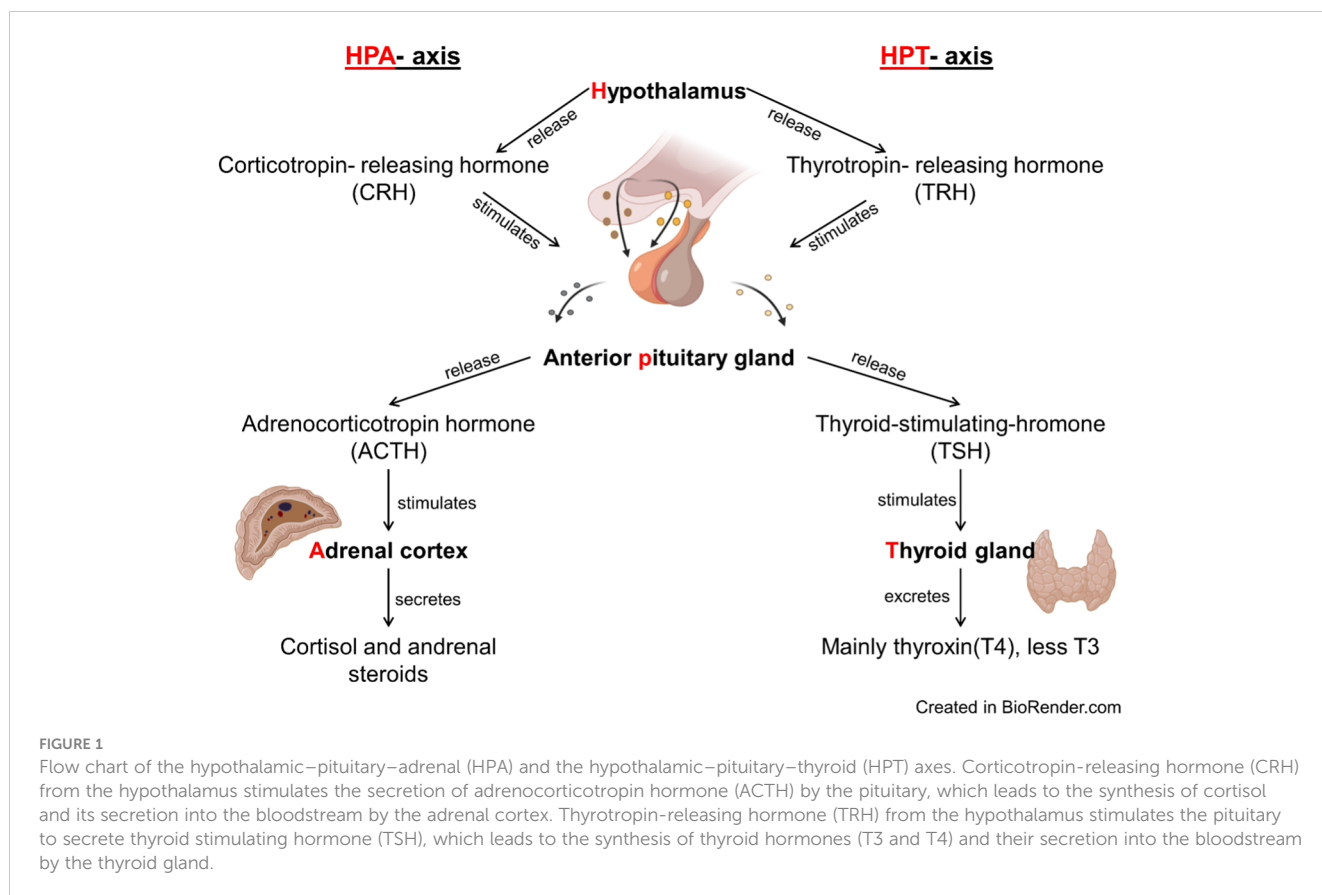 HPA- axis
HPT- axis
Hypothalamus
release
release
Corticotropin- releasing hormone
(CRH)
Thyrotropin- releasing hormone
(TRH)
stimulates
stimulates
Anterior pituitary gland
release
release
Adrenocorticotropin hormone
(ACTH)
Thyroid-stimulating-hromone
(TSH)
stimulates
stimulates
Adrenal cortex
Thyroid gland
secretes
excretes
Cortisol and andrenal
steroids
Mainly thyroxin(T4), less T3
Created in BioRender.com
FIGURE 1
Flow chart of the hypothalamic–pituitary–adrenal (HPA) and the hypothalamic–pituitary–thyroid (HPT) axes. Corticotropin-releasing hormone (CRH)
from the hypothalamus stimulates the secretion of adrenocorticotropin hormone (ACTH) by the pituitary, which leads to the synthesis of cortisol
and its secretion into the bloodstream by the adrenal cortex. Thyrotropin-releasing hormone (TRH) from the hypothalamus stimulates the pituitary
to secrete thyroid stimulating hormone (TSH), which leads to the synthesis of thyroid hormones (T3 and T4) and their secretion into the bloodstream
by the thyroid gland.